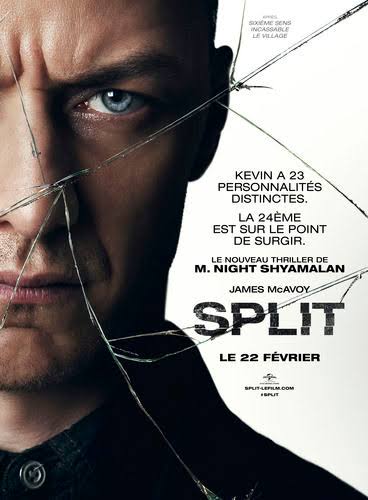 APRÈS,
SIXIÈME SENS
INCASSABLE
LE VILLAGE
KEVIN A 23
PERSONNALITÉS
DISTINCTES.
LA 24ÈME
EST SUR LE POINT
DE SURGIR.
LE NOUVEAU THRILLER DE
M. NIGHT SHYAMALAN
JAMES McAVOY
SPLIT
LE 22 FÉVRIER
SPLIT-LEFILM.COM
#SPLIT